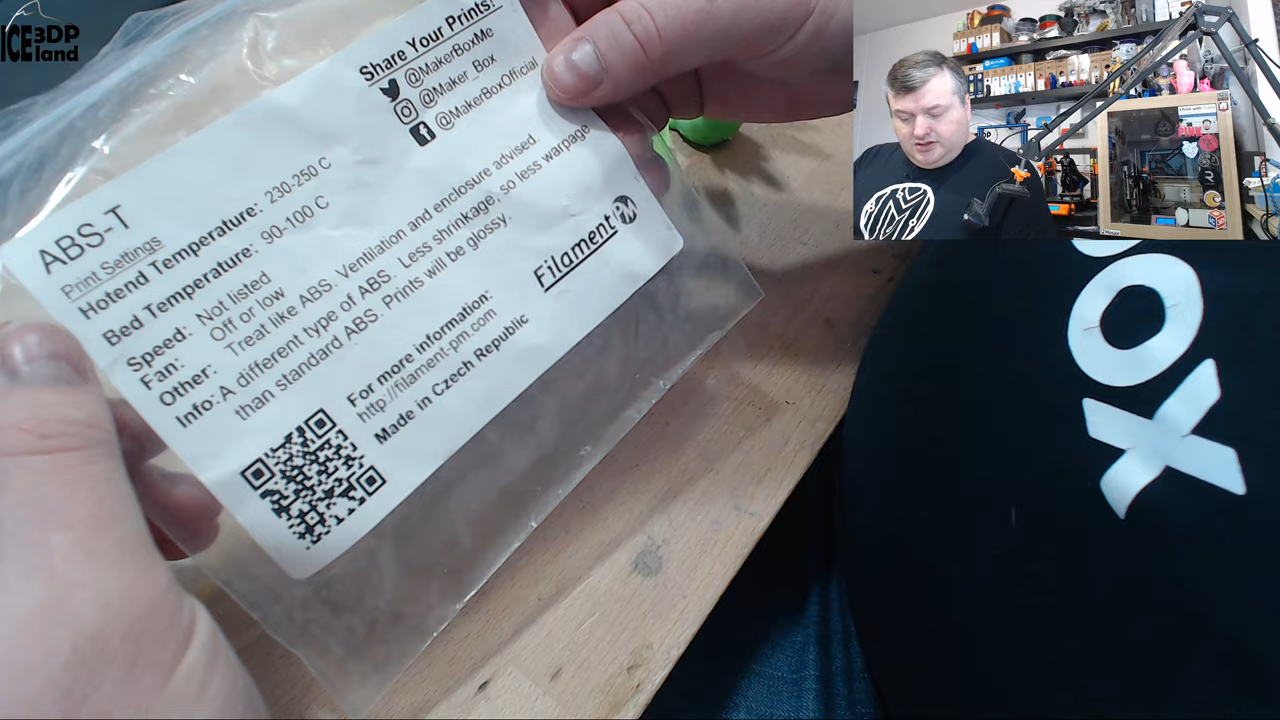 ICE 3DP land
Share Your Prints!
@MakerBoxMe
@Maker_Box
@MakerBoxOfficial
ABS-T
Print Settings
Hotend Temperature: 230-250 C
Bed Temperature: 90-100 C
Speed: Not listed
Fan: Off or low
Other: Treat like ABS. Ventilation and enclosure advised.
Info: A different type of ABS. Less shrinkage, so less warpage
than standard ABS. Prints will be glossy.
For more information:
http://filament-pm.com
Made in Czech Republic
Filament PM
OX